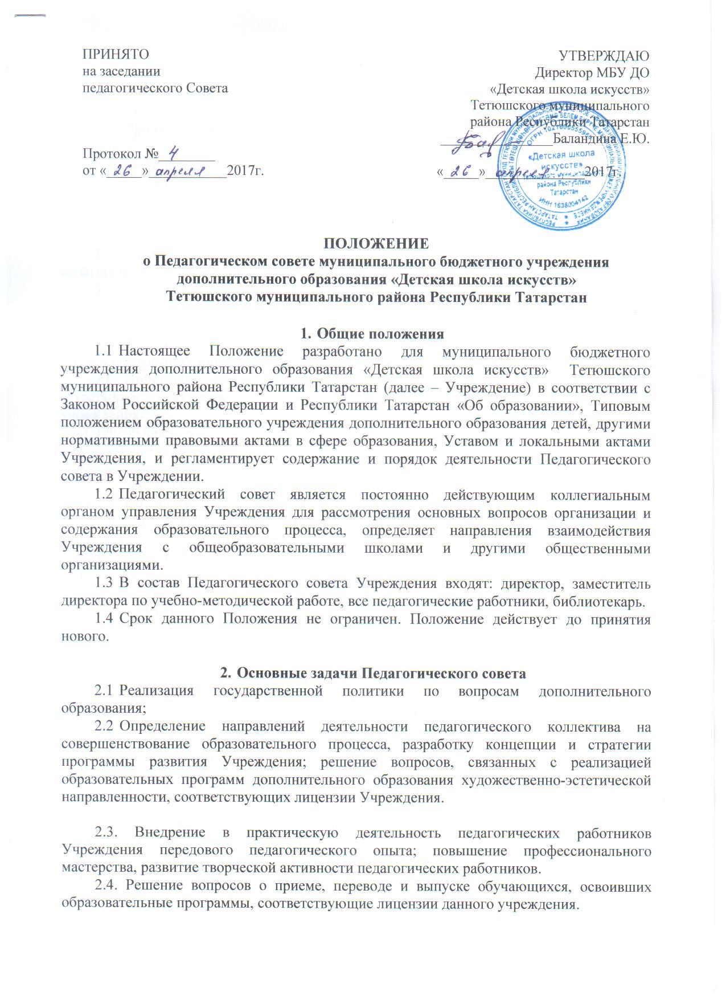 ПРИНЯТО
на заседании
педагогического Совета
Протокол № 4
от « 26 » апреля 2017г.
УТВЕРЖДАЮ
Директор МБУ ДО
«Детская школа искусств»
Тетюшского муниципального
района Республики Татарстан
Баландина Е.Ю.
« 26 » апреля 2017г.
«Детская школа
искусств»
Тетюшского муниципального
района Республики
Татарстан
ИНН 1638004142
ПОЛОЖЕНИЕ
о Педагогическом совете муниципального бюджетного учреждения
дополнительного образования «Детская школа искусств»
Тетюшского муниципального района Республики Татарстан
1. Общие положения
1.1 Настоящее Положение разработано для муниципального бюджетного
учреждения дополнительного образования «Детская школа искусств» Тетюшского
муниципального района Республики Татарстан (далее – Учреждение) в соответствии с
Законом Российской Федерации и Республики Татарстан «Об образовании», Типовым
положением образовательного учреждения дополнительного образования детей, другими
нормативными правовыми актами в сфере образования, Уставом и локальными актами
Учреждения, и регламентирует содержание и порядок деятельности Педагогического
совета в Учреждении.
1.2 Педагогический совет является постоянно действующим коллегиальным
органом управления Учреждения для рассмотрения основных вопросов организации и
содержания образовательного процесса, определяет направления взаимодействия
Учреждения с общеобразовательными школами и другими общественными
организациями.
1.3 В состав Педагогического совета Учреждения входят: директор, заместитель
директора по учебно-методической работе, все педагогические работники, библиотекарь.
1.4 Срок данного Положения не ограничен. Положение действует до принятия
нового.
2. Основные задачи Педагогического совета
2.1 Реализация государственной политики по вопросам дополнительного
образования;
2.2 Определение направлений деятельности педагогического коллектива на
совершенствование образовательного процесса, разработку концепции и стратегии
программы развития Учреждения; решение вопросов, связанных с реализацией
образовательных программ дополнительного образования художественно-эстетической
направленности, соответствующих лицензии Учреждения.
2.3. Внедрение в практическую деятельность педагогических работников
Учреждения передового педагогического опыта; повышение профессионального
мастерства, развитие творческой активности педагогических работников.
2.4. Решение вопросов о приеме, переводе и выпуске обучающихся, освоивших
образовательные программы, соответствующие лицензии данного учреждения.